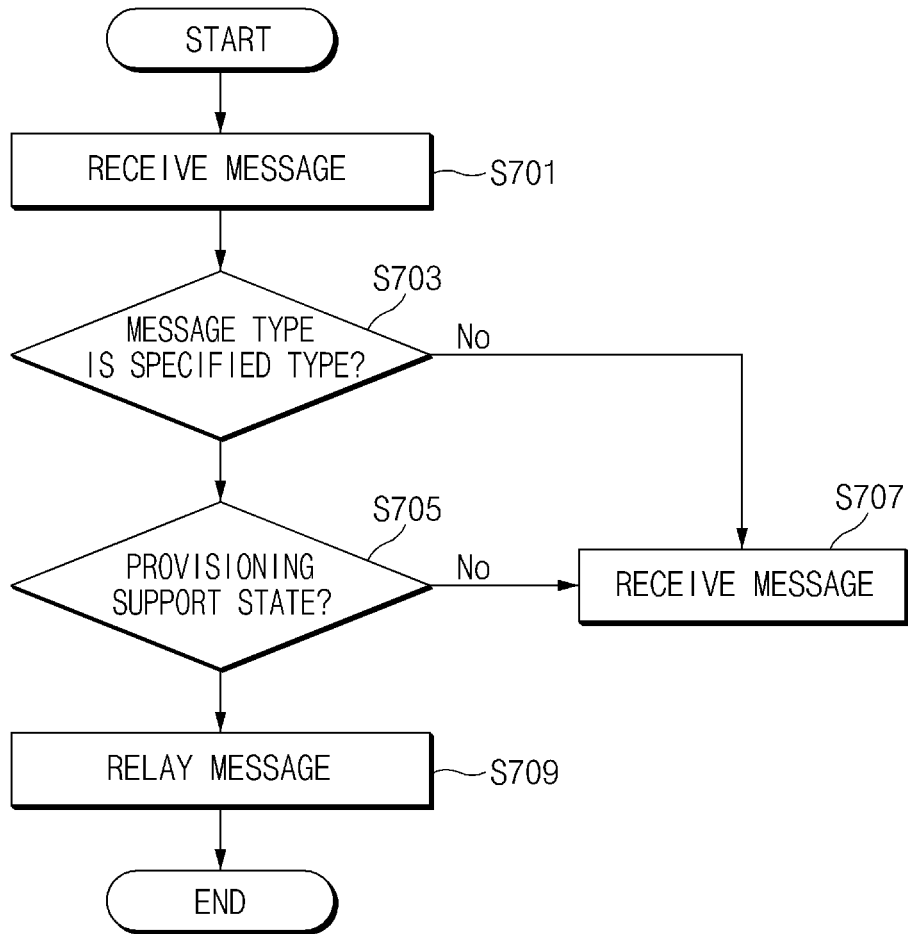 START
RECEIVE MESSAGE
S701
S703
MESSAGE TYPE
IS SPECIFIED TYPE?
No
S705
PROVISIONING
SUPPORT STATE?
No
S707
RECEIVE MESSAGE
RELAY MESSAGE
S709
END